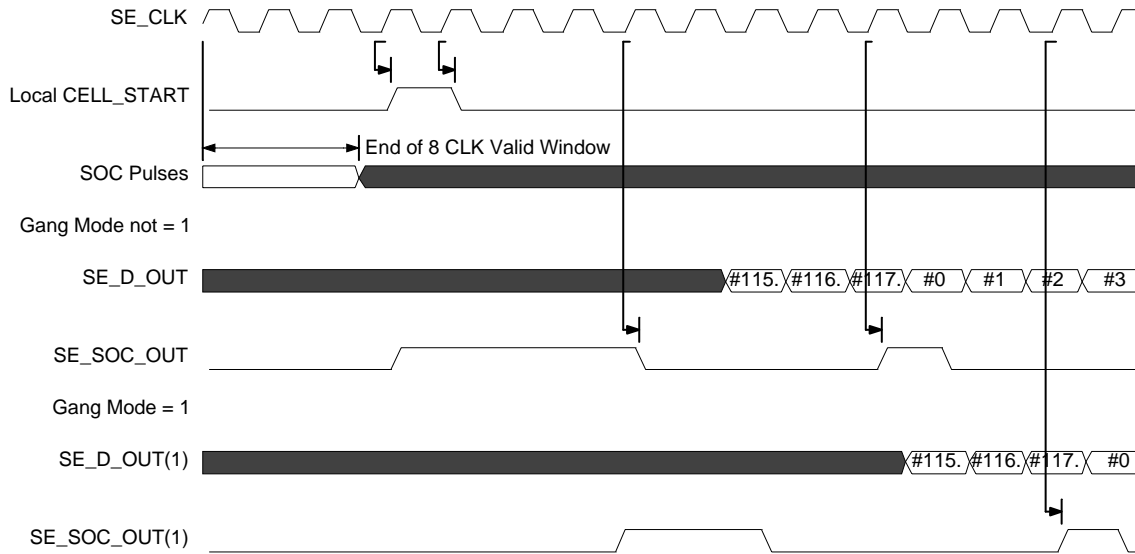 SE_CLK
Local CELL_START
End of 8 CLK Valid Window
SOC Pulses
Gang Mode not = 1
SE_D_OUT #115. #116. #117. #0 #1 #2 #3
SE_SOC_OUT
Gang Mode = 1
SE_D_OUT(1) #115. #116. #117. #0
SE_SOC_OUT(1)